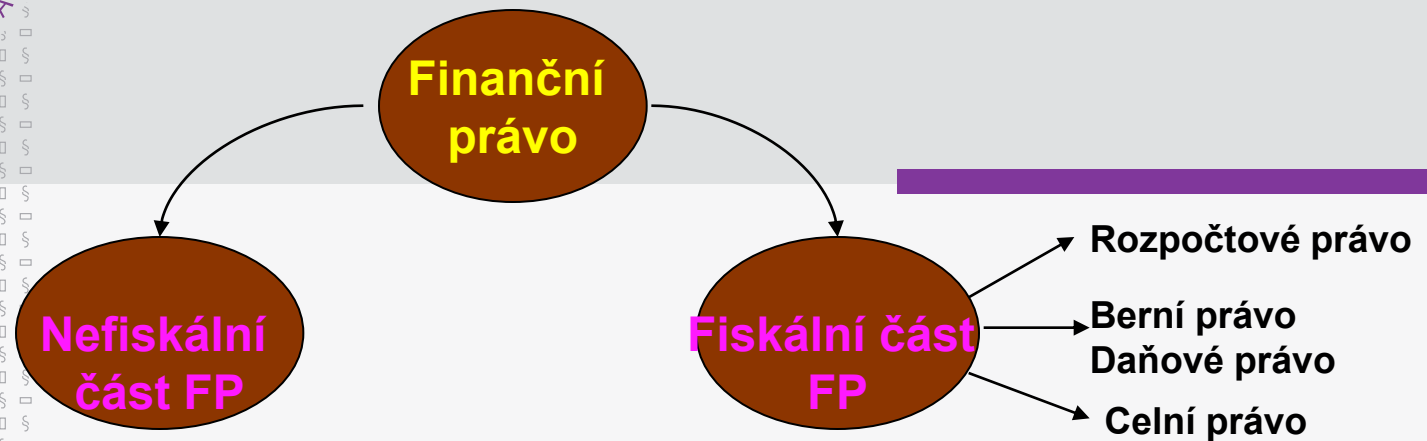 Finanční
právo
Nefiskální
část FP
Fiskální část
FP
Rozpočtové právo
Berní právo
Daňové právo
Celní právo